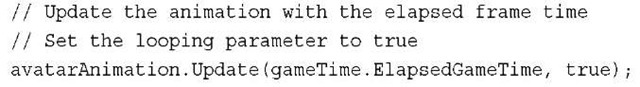 // Update the animation with the elapsed frame time
// Set the looping parameter to true
avatarAnimation.Update(gameTime.ElapsedGameTime, true);